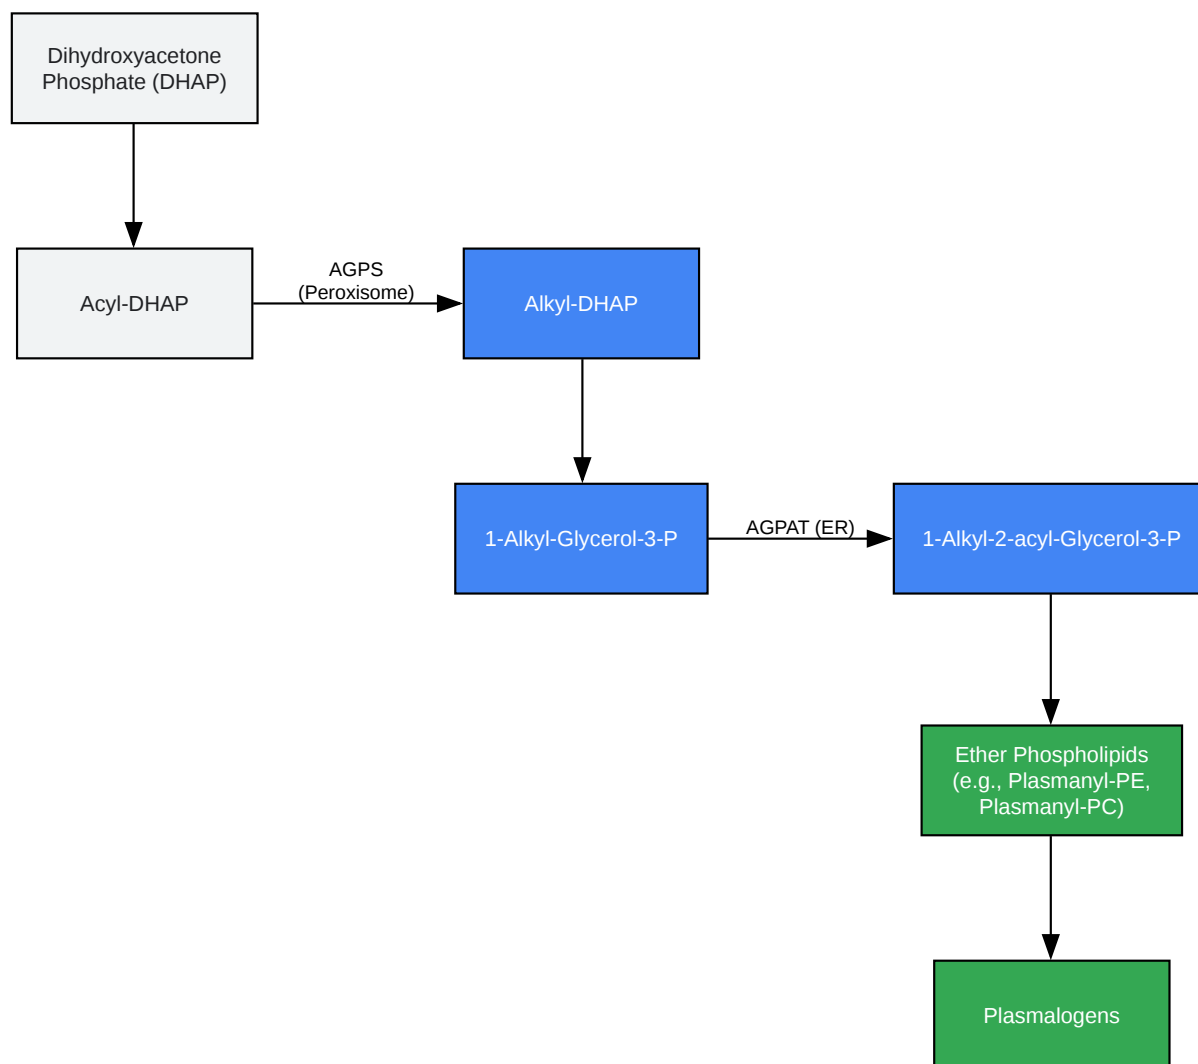 Dihydroxyacetone
Phosphate (DHAP)
Acyl-DHAP
AGPS
(Peroxisome)
Alkyl-DHAP
1-Alkyl-Glycerol-3-P
AGPAT (ER)
1-Alkyl-2-acyl-Glycerol-3-P
Ether Phospholipids
(e.g., Plasmanyl-PE,
Plasmanyl-PC)
Plasmalogens